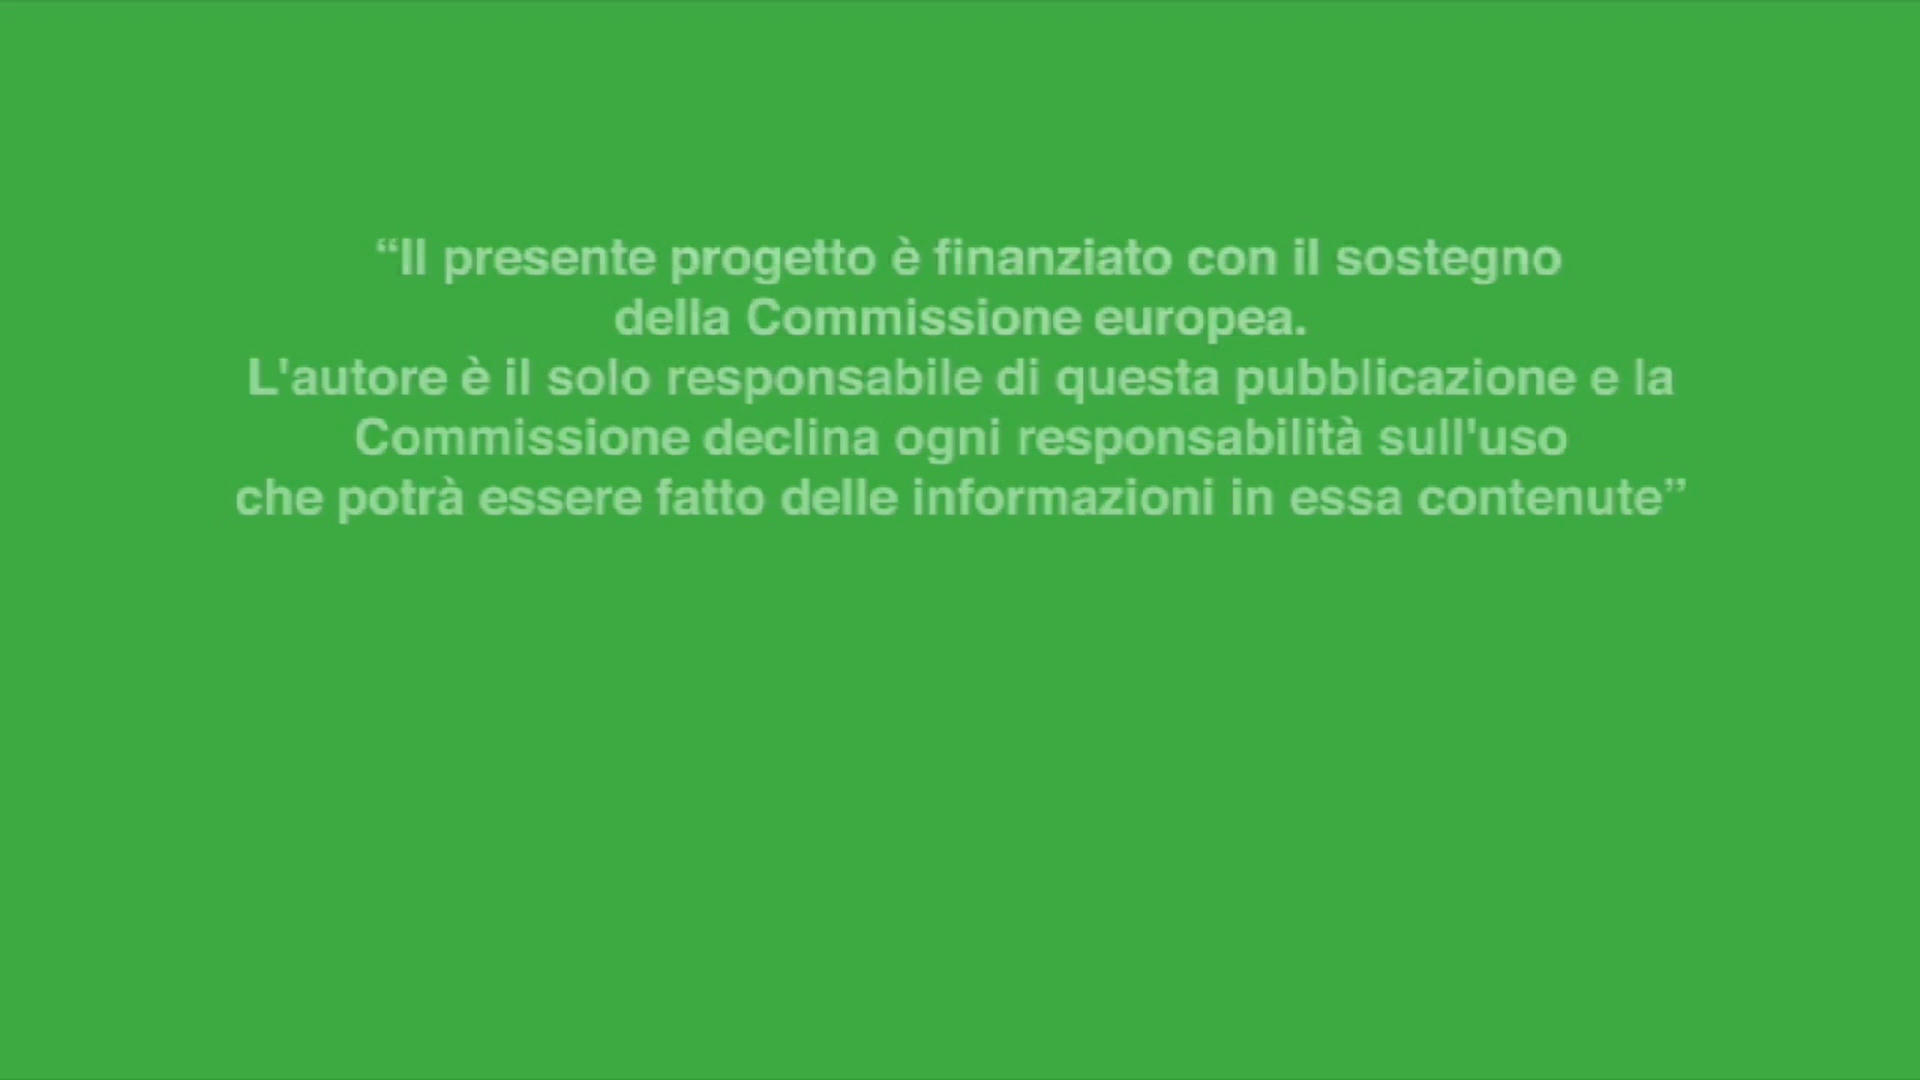 “Il presente progetto è finanziato con il sostegno
della Commissione europea.
L'autore è il solo responsabile di questa pubblicazione e la
Commissione declina ogni responsabilità sull'uso
che potrà essere fatto delle informazioni in essa contenute”